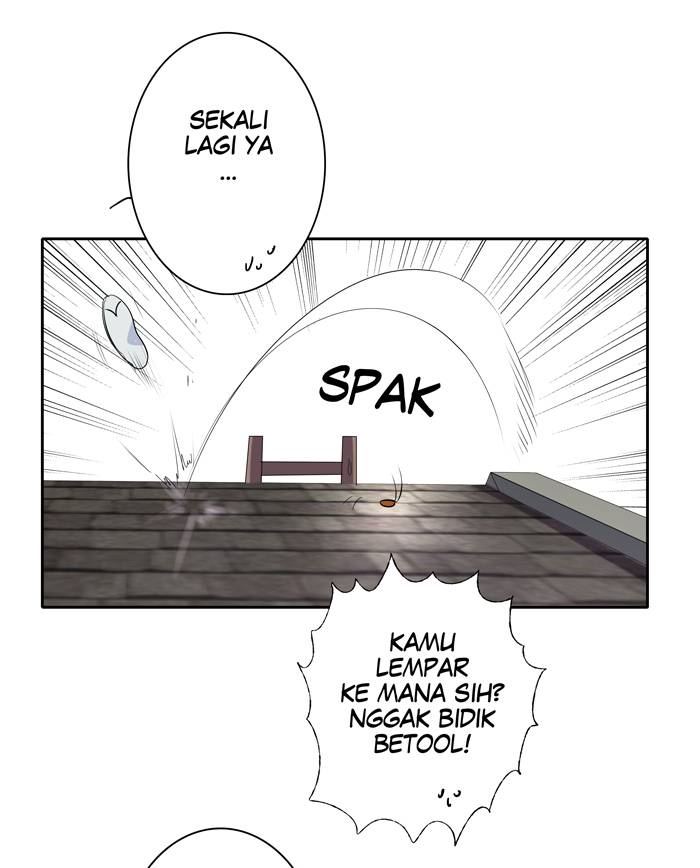 SEKALI
LAGI YA
...
SPAK
KAMU
LEMPAR
KE MANA SIH?
NGGAK BIDIK
BETOOL!